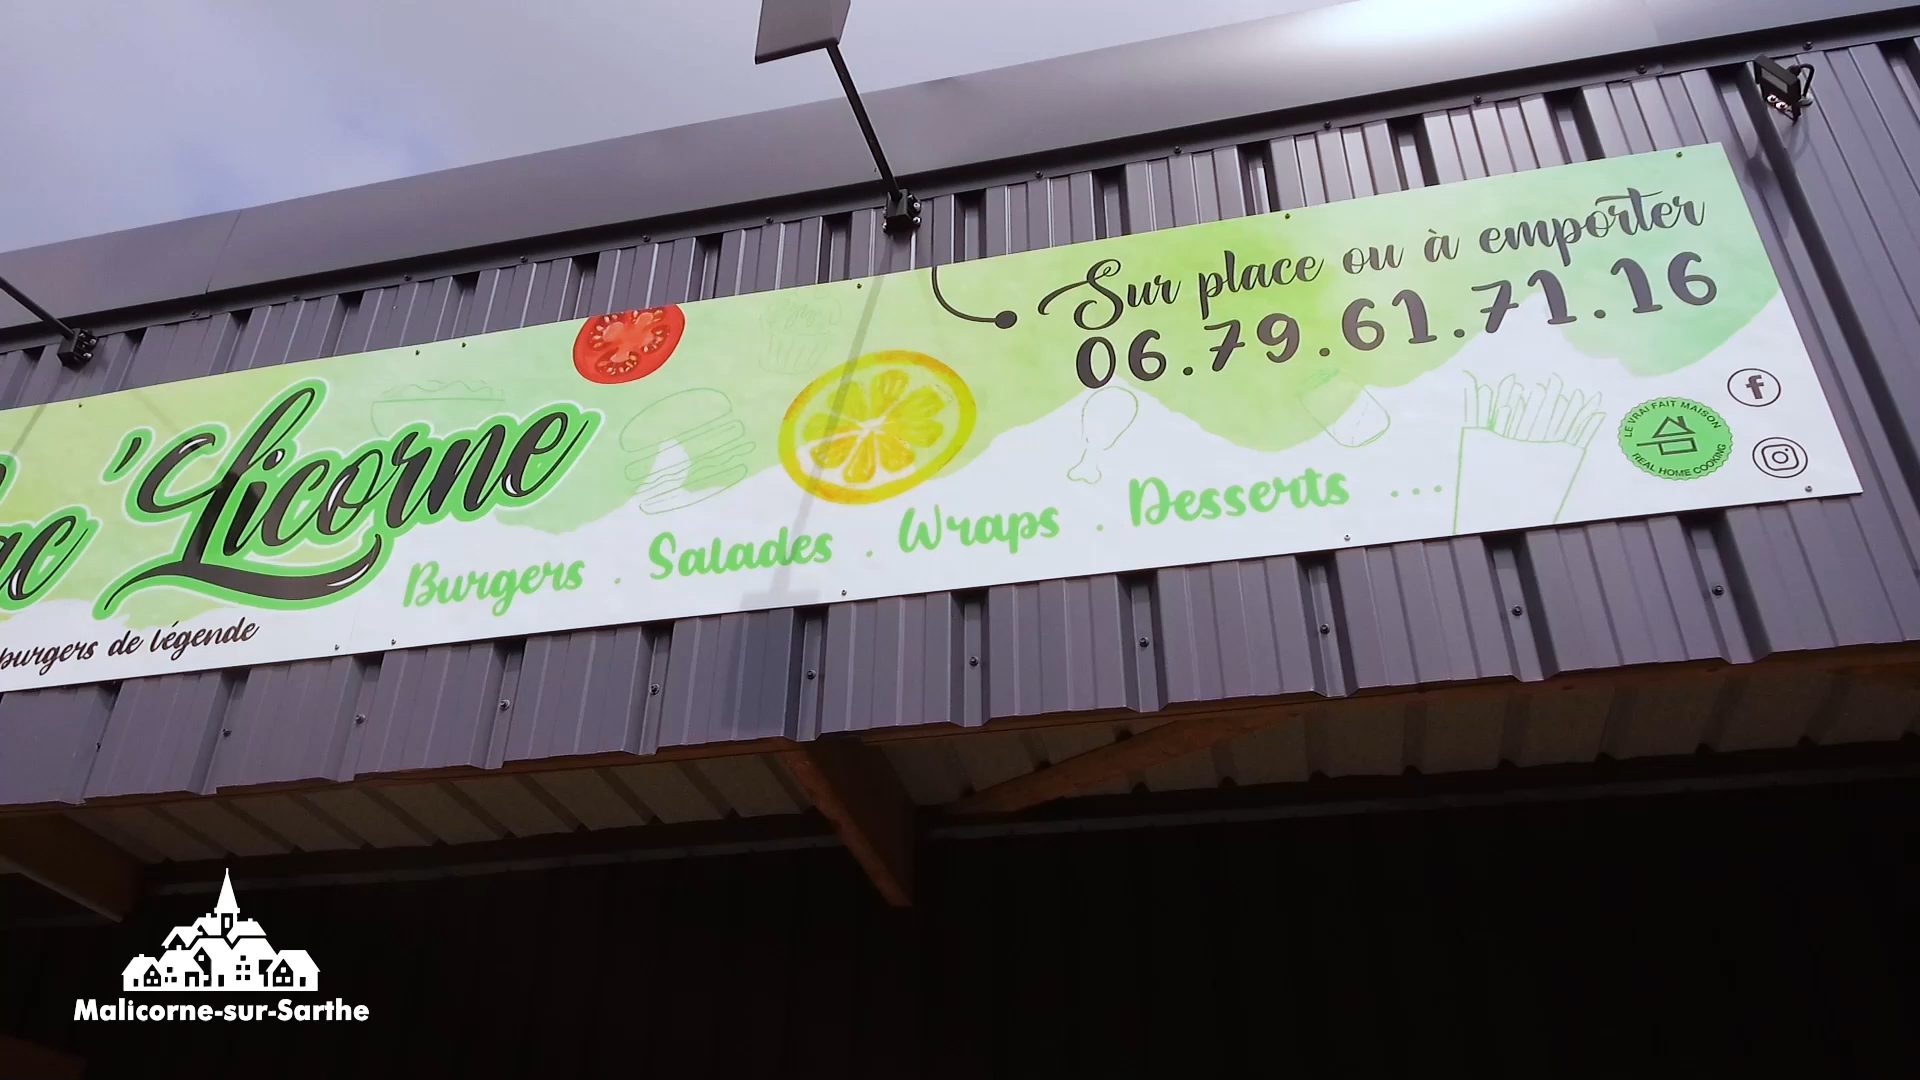 Sur place ou à emporter
06.79.61.71.16
'Licorne
Burgers . Salades . Wraps . Desserts ...
burgers de légende
LE VRAI FAIT MAISON
REAL HOME COOKING
Malicorne-sur-Sarthe